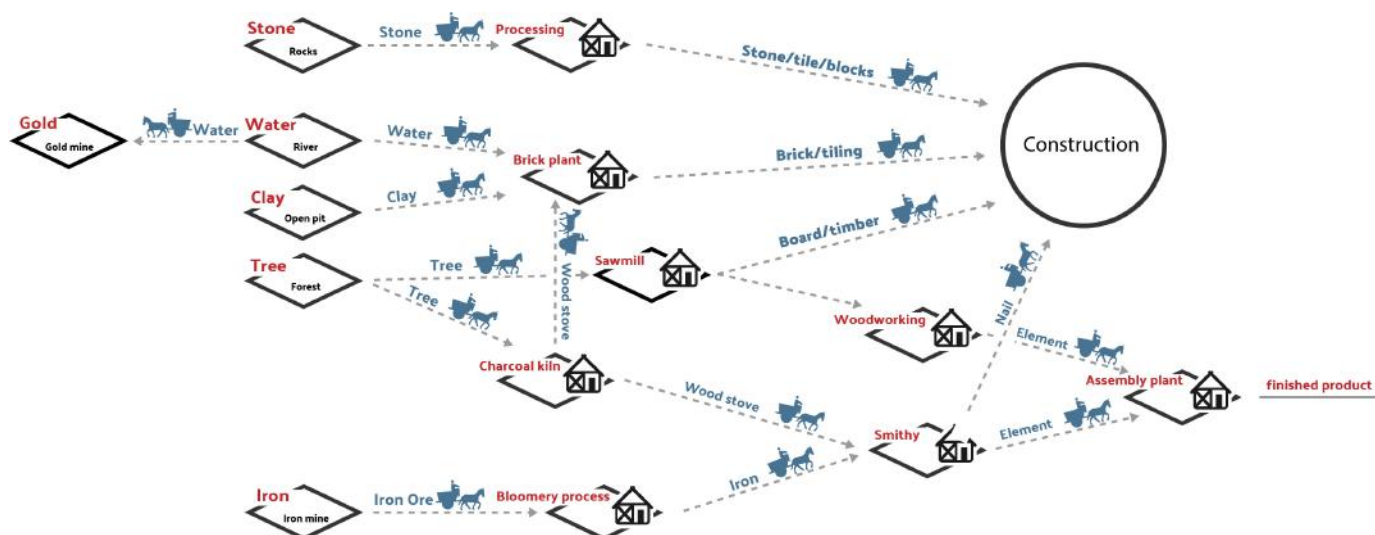 Stone
Rocks
Stone
Processing
Stone/tile/blocks
Gold
Gold mine
Water
Water
River
Water
Brick plant
Brick/tiling
Construction
Clay
Open pit
Clay
Tree
Forest
Tree
Tree
Wood stove
Sawmill
Board/timber
Nail
Woodworking
Element
Charcoal kiln
Wood stove
Assembly plant
finished product
Smithy
Element
Iron
Iron mine
Iron Ore
Bloomery process
Iron